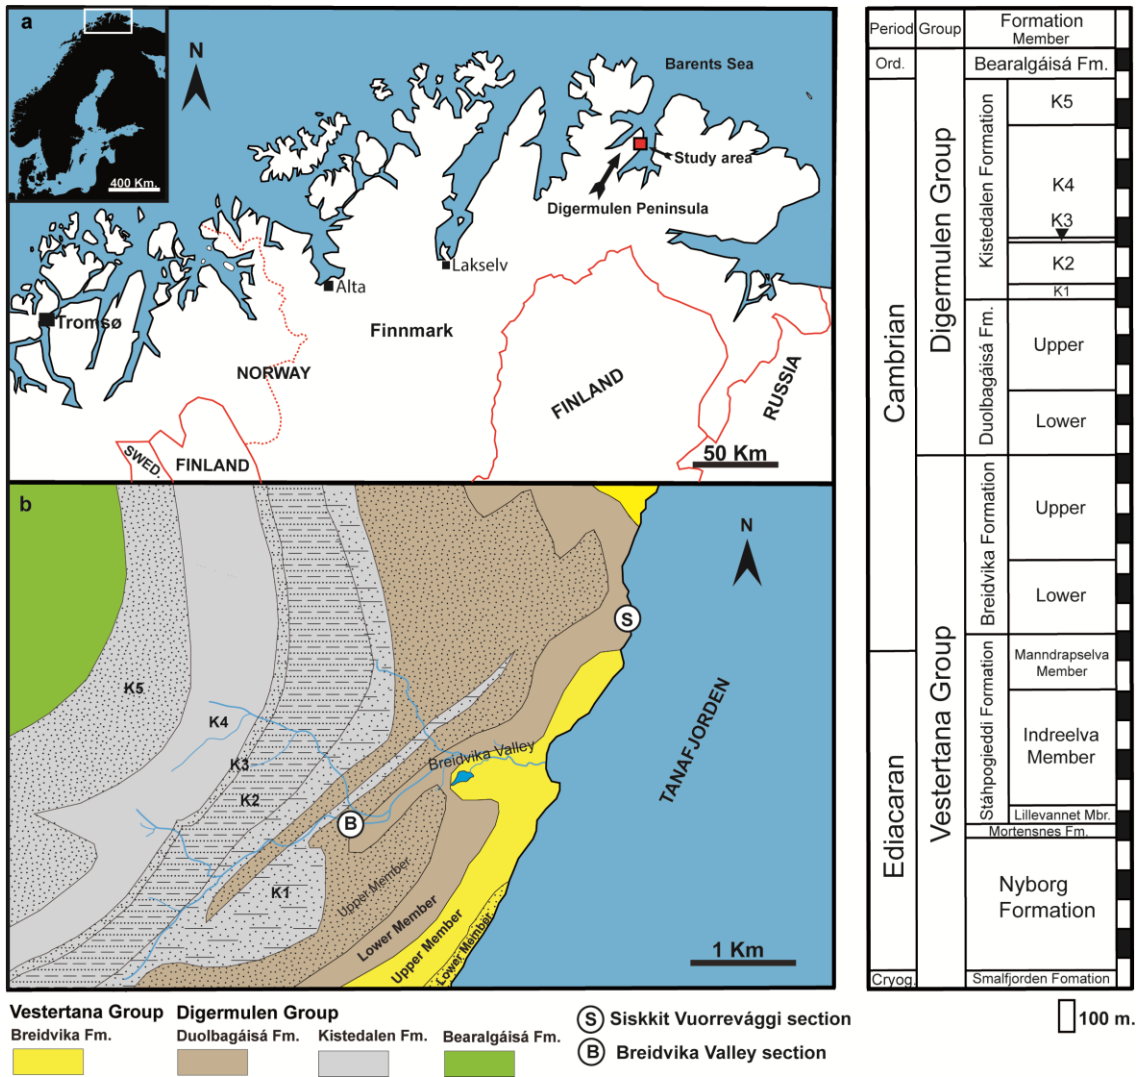 a
N
400 Km.
Barents Sea
Study area
Digermulen Peninsula
Lakselv
Alta
Tromsø
Finnmark
NORWAY
FINLAND
RUSSIA
SWED.
FINLAND
50 Km
b
N
K5
K4
K3
K2
K1
S
B
Breidvika Valley
TANAFJORDEN
Upper Member
Lower Member
Upper Member
Lower Member
1 Km
Vestertana Group
Breidvika Fm.
Digermulen Group
Duolbagáisá Fm.
Kistedalen Fm.
Bearalgáisá Fm.
S Siskkit Vuorreväggi section
B Breidvika Valley section
Period
Group
Formation
Member
Ord.
Bearalgáisá Fm.
Cambrian
Digermulen Group
Kistedalen Formation
K5
K4
K3
K2
K1
Duolbagáisá Fm.
Upper
Lower
Ediacaran
Vestertana Group
Breidvika Formation
Upper
Lower
Stáhpogieddi Formation
Manndrapselva
Member
Indreelva
Member
Lillevannet Mbr.
Mortensnes Fm.
Nyborg
Formation
Cryog.
Smalfjorden Fomation
100 m.